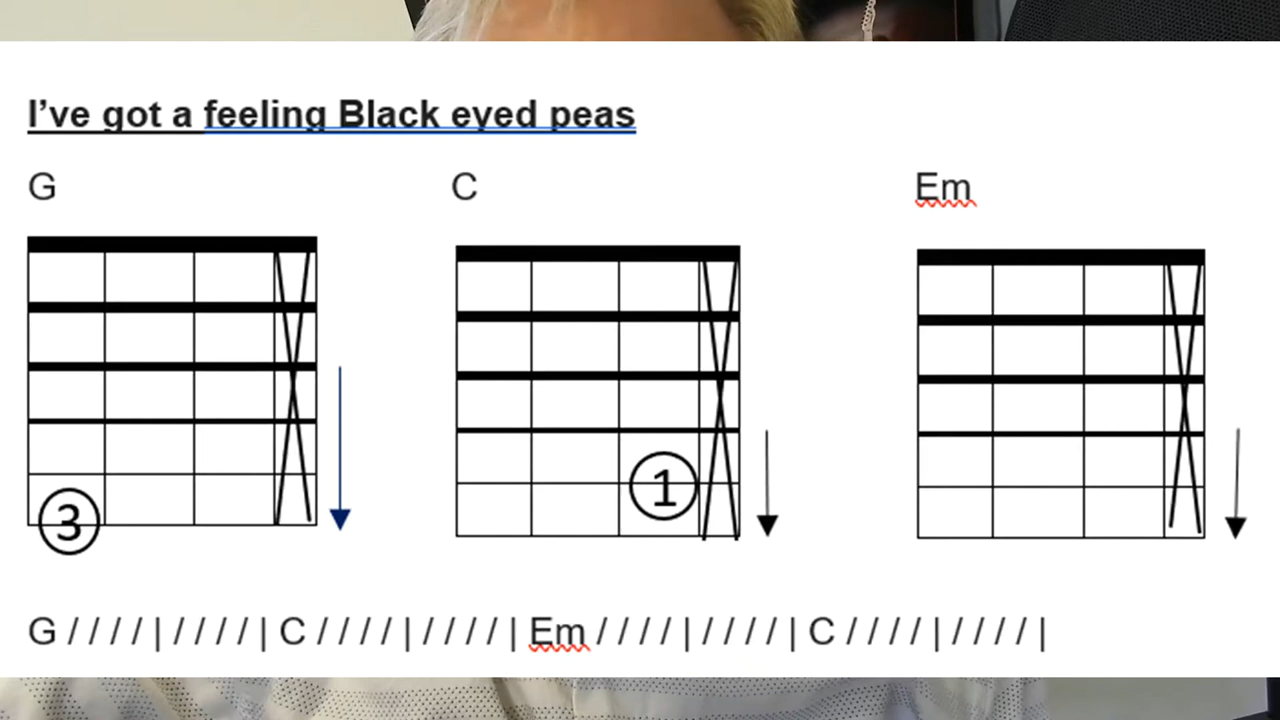 I've got a feeling Black eyed peas
G C Em
3 1
G / / / / | / / / / | C / / / / | / / / / | Em / / / / | / / / / | C / / / / | / / / / |